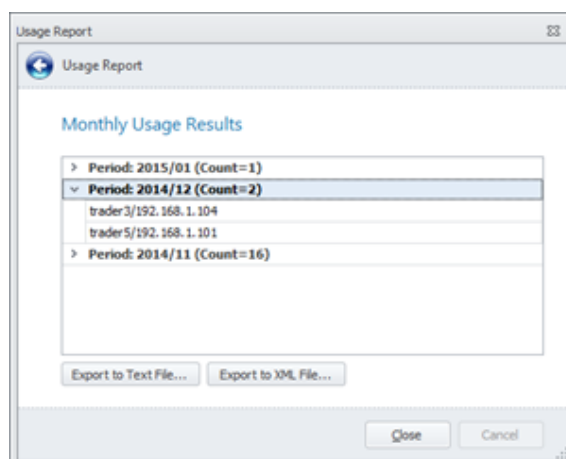 Usage Report
Usage Report
Monthly Usage Results
Period: 2015/01 (Count=1)
Period: 2014/12 (Count=2)
trader3/192.168.1.104
trader5/192.168.1.101
Period: 2014/11 (Count=16)
Export to Text File... Export to XML File...
Close Cancel